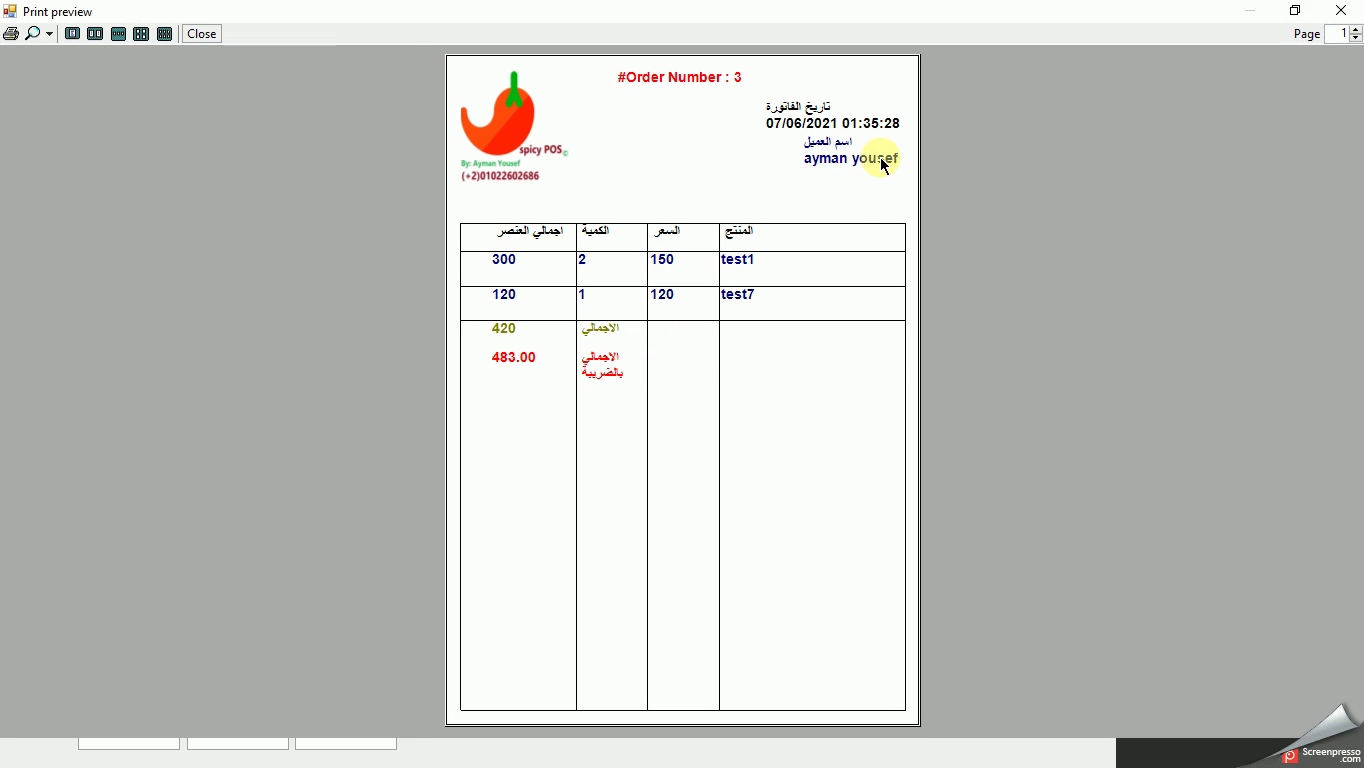 Print preview
Close
Page 1
#Order Number : 3
تاريخ الفاتورة
07/06/2021 01:35:28
اسم العميل
ayman yousef
spicy POS©
By: Ayman Yousef
(+2)01022602686
المنتج السعر الكمية اجمالي العنصر
test1 150 2 300
test7 120 1 120
الاجمالي 420
الاجمالي 483.00
بالضريبة
Screenpresso
.com